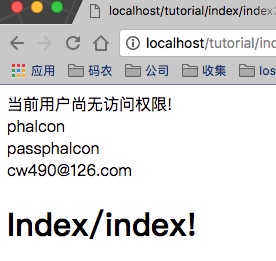 localhost/tutorial/index/index
localhost/tutorial/ind
应用 码农 公司 收集 Ios
当前用户尚无访问权限!
phalcon
passphalcon
cw490@126.com
Index/index!